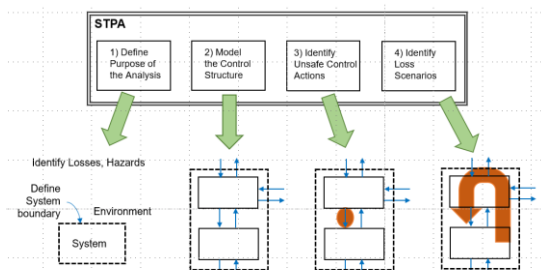 STPA
1) Define
Purpose of
the Analysis
2) Model
the Control
Structure
3) Identify
Unsafe Control
Actions
4) Identify
Loss
Scenarios
Identify Losses, Hazards
Define
System
boundary
Environment
System